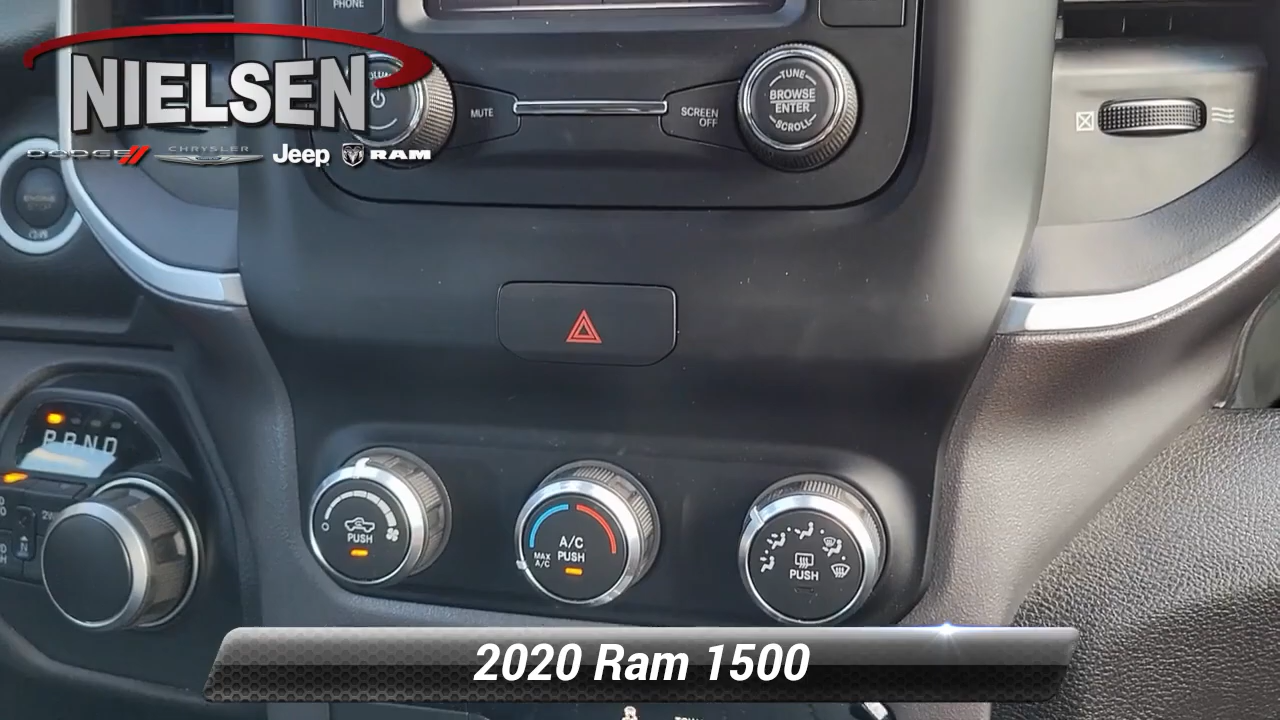 PHONE
NIELSEN
DODGE CHRYSLER Jeep RAM
MUTE
SCREEN OFF
TUNE
BROWSE
ENTER
SCROLL
ENGINE
PRND
PUSH
A/C
PUSH
MAX
A/C
PUSH
2020 Ram 1500